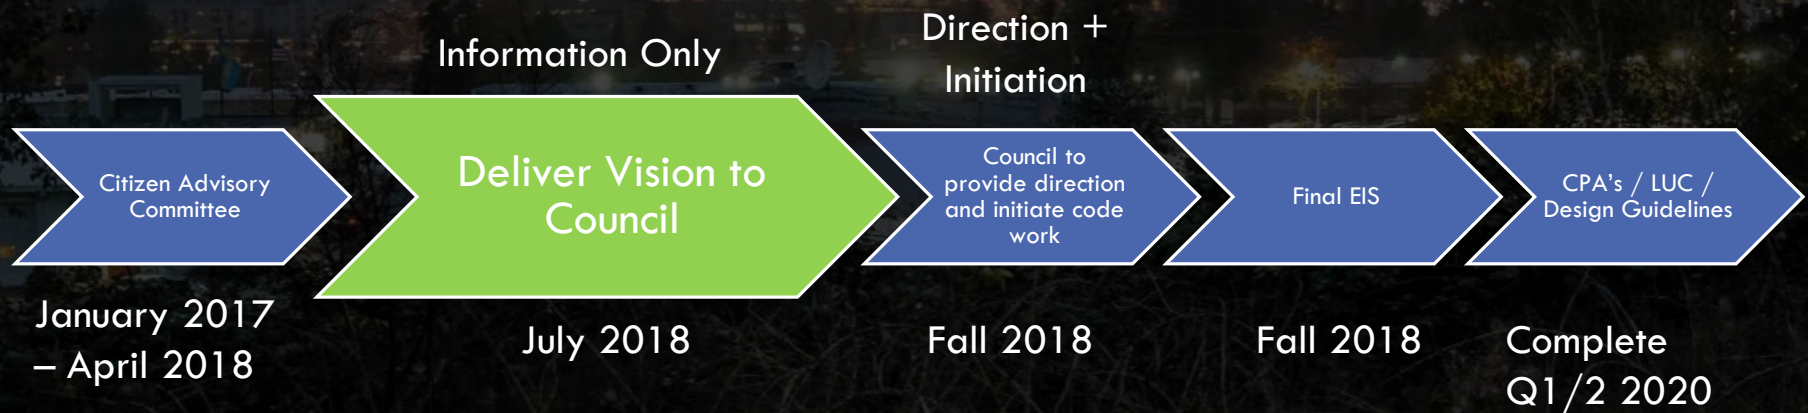 Information Only
Direction +
Initiation
Citizen Advisory
Committee
Deliver Vision to
Council
Council to
provide direction
and initiate code
work
Final EIS
CPA's / LUC /
Design Guidelines
January 2017
– April 2018
July 2018
Fall 2018
Fall 2018
Complete
Q1/2 2020